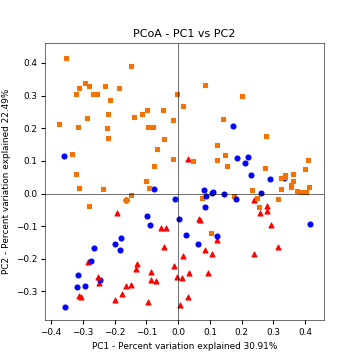 PCoA - PC1 vs PC2
PC2 - Percent variation explained 22.49%
0.4
0.3
0.2
0.1
0.0
−0.1
−0.2
−0.3
−0.4 −0.3 −0.2 −0.1 0.0 0.1 0.2 0.3 0.4
PC1 - Percent variation explained 30.91%